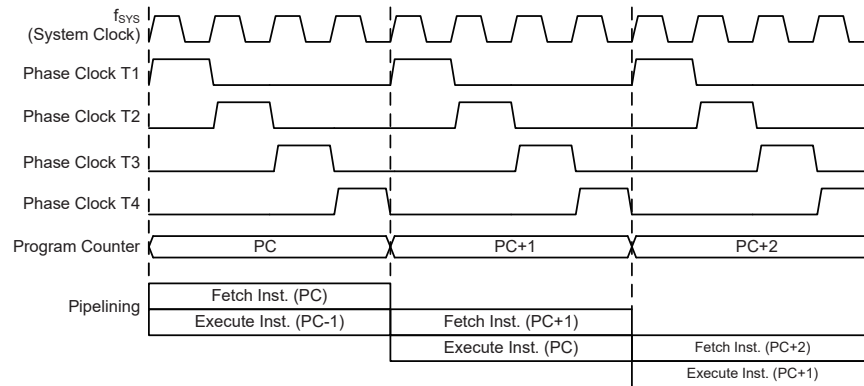 fSYS
(System Clock)
Phase Clock T1
Phase Clock T2
Phase Clock T3
Phase Clock T4
Program Counter PC PC+1 PC+2
Pipelining
Fetch Inst. (PC)
Execute Inst. (PC-1) Fetch Inst. (PC+1)
Execute Inst. (PC) Fetch Inst. (PC+2)
Execute Inst. (PC+1)